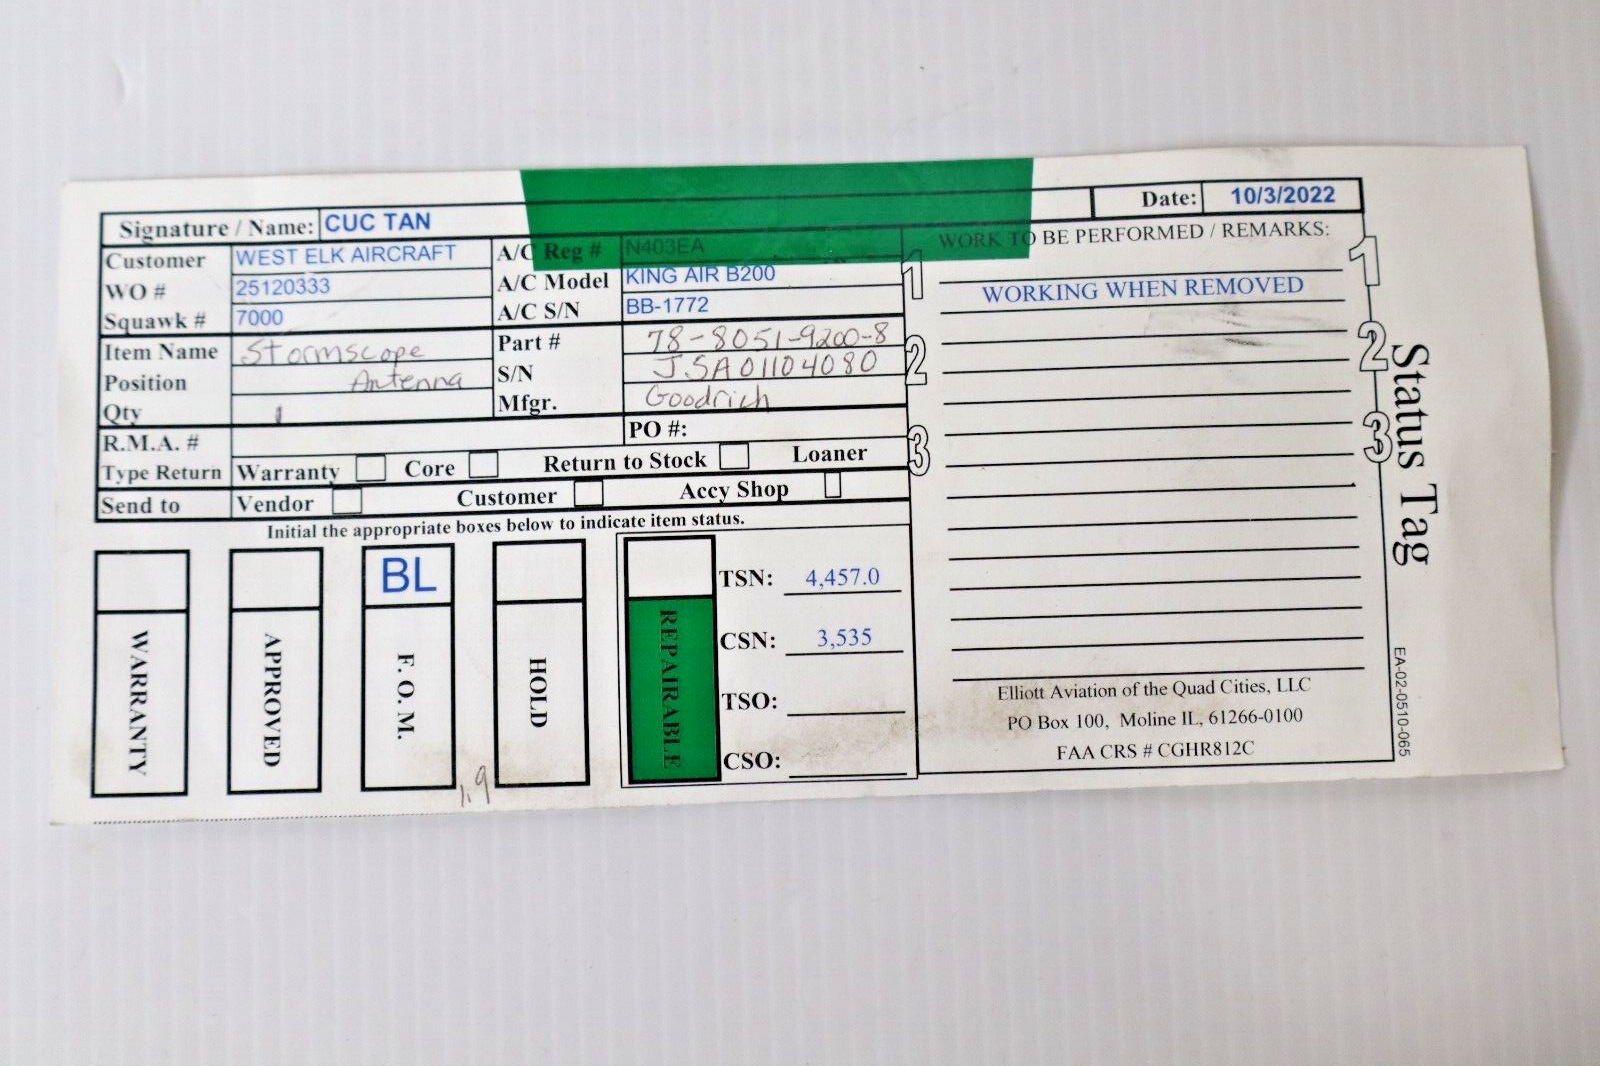 Signature / Name: CUC TAN Date: 10/3/2022
Customer WEST ELK AIRCRAFT A/C Reg # N403EA
WO # 25120333 A/C Model KING AIR B200
Squawk # 7000 A/C S/N BB-1772
Item Name Stormscope Part # 78-8051-9200-8
Position Antenna S/N JSA01104080
Qty 1 Mfgr. Goodrich
R.M.A. # PO #:
Type Return Warranty Core Return to Stock Loaner
Send to Vendor Customer Accy Shop
Initial the appropriate boxes below to indicate item status.
BL
WARRANTY
APPROVED
F. O. M.
HOLD
REPAIRABLE
1.9
TSN: 4,457.0
CSN: 3,535
TSO:
CSO:
WORK TO BE PERFORMED / REMARKS:
WORKING WHEN REMOVED
1 1
2 2
3 3
Elliott Aviation of the Quad Cities, LLC
PO Box 100, Moline IL, 61266-0100
FAA CRS # CGHR812C
Status Tag
EA-02-0510-065